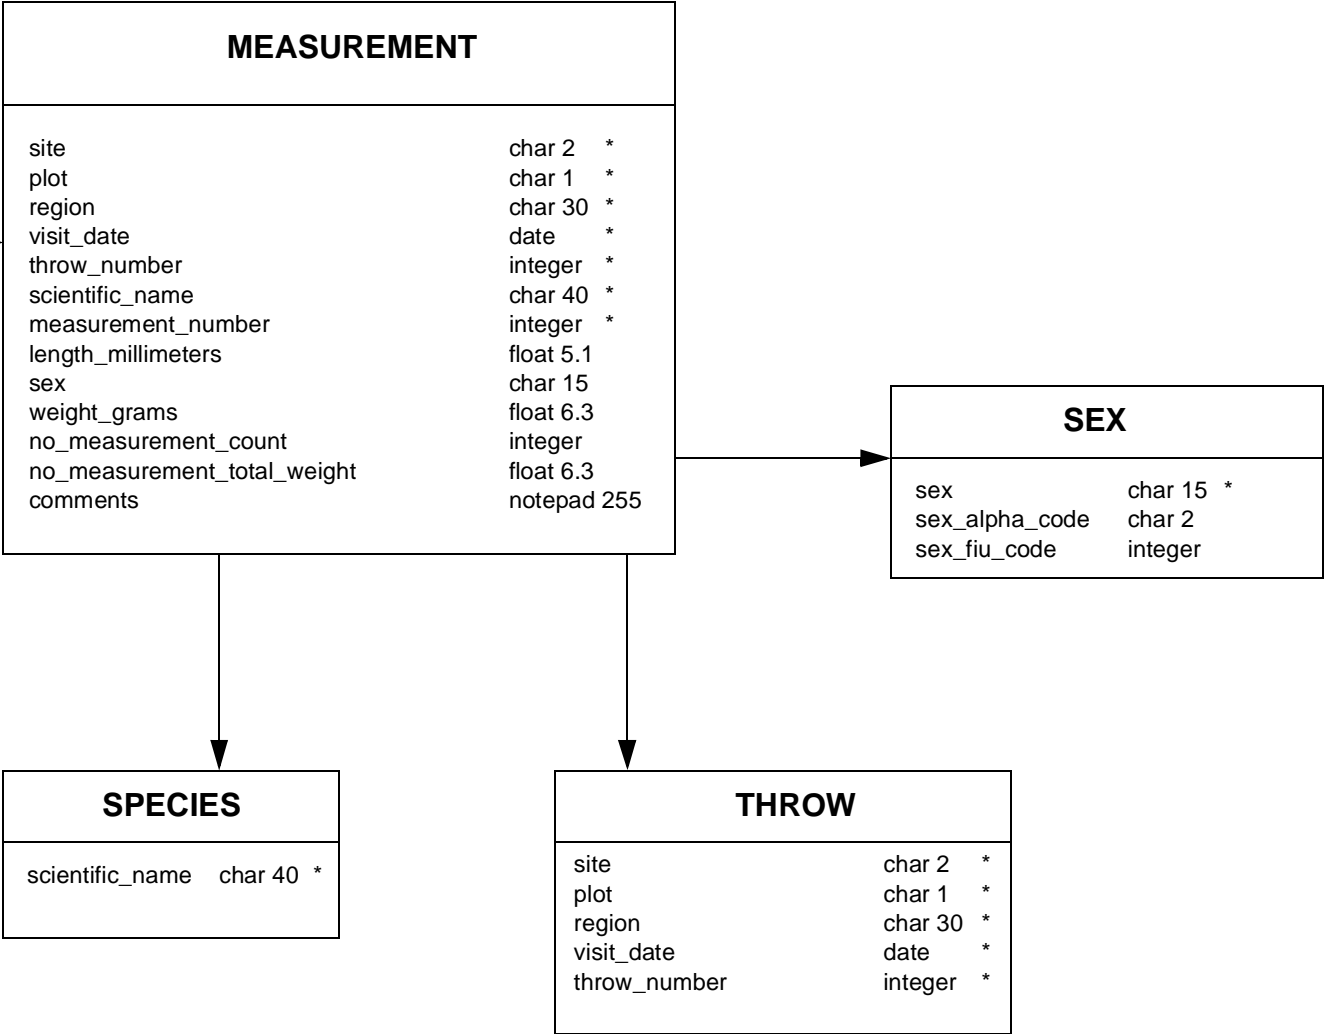 MEASUREMENT
site char 2 *
plot char 1 *
region char 30 *
visit_date date *
throw_number integer *
scientific_name char 40 *
measurement_number integer *
length_millimeters float 5.1
sex char 15
weight_grams float 6.3
no_measurement_count integer
no_measurement_total_weight float 6.3
comments notepad 255
SEX
sex char 15 *
sex_alpha_code char 2
sex_fiu_code integer
SPECIES
scientific_name char 40 *
THROW
site char 2 *
plot char 1 *
region char 30 *
visit_date date *
throw_number integer *